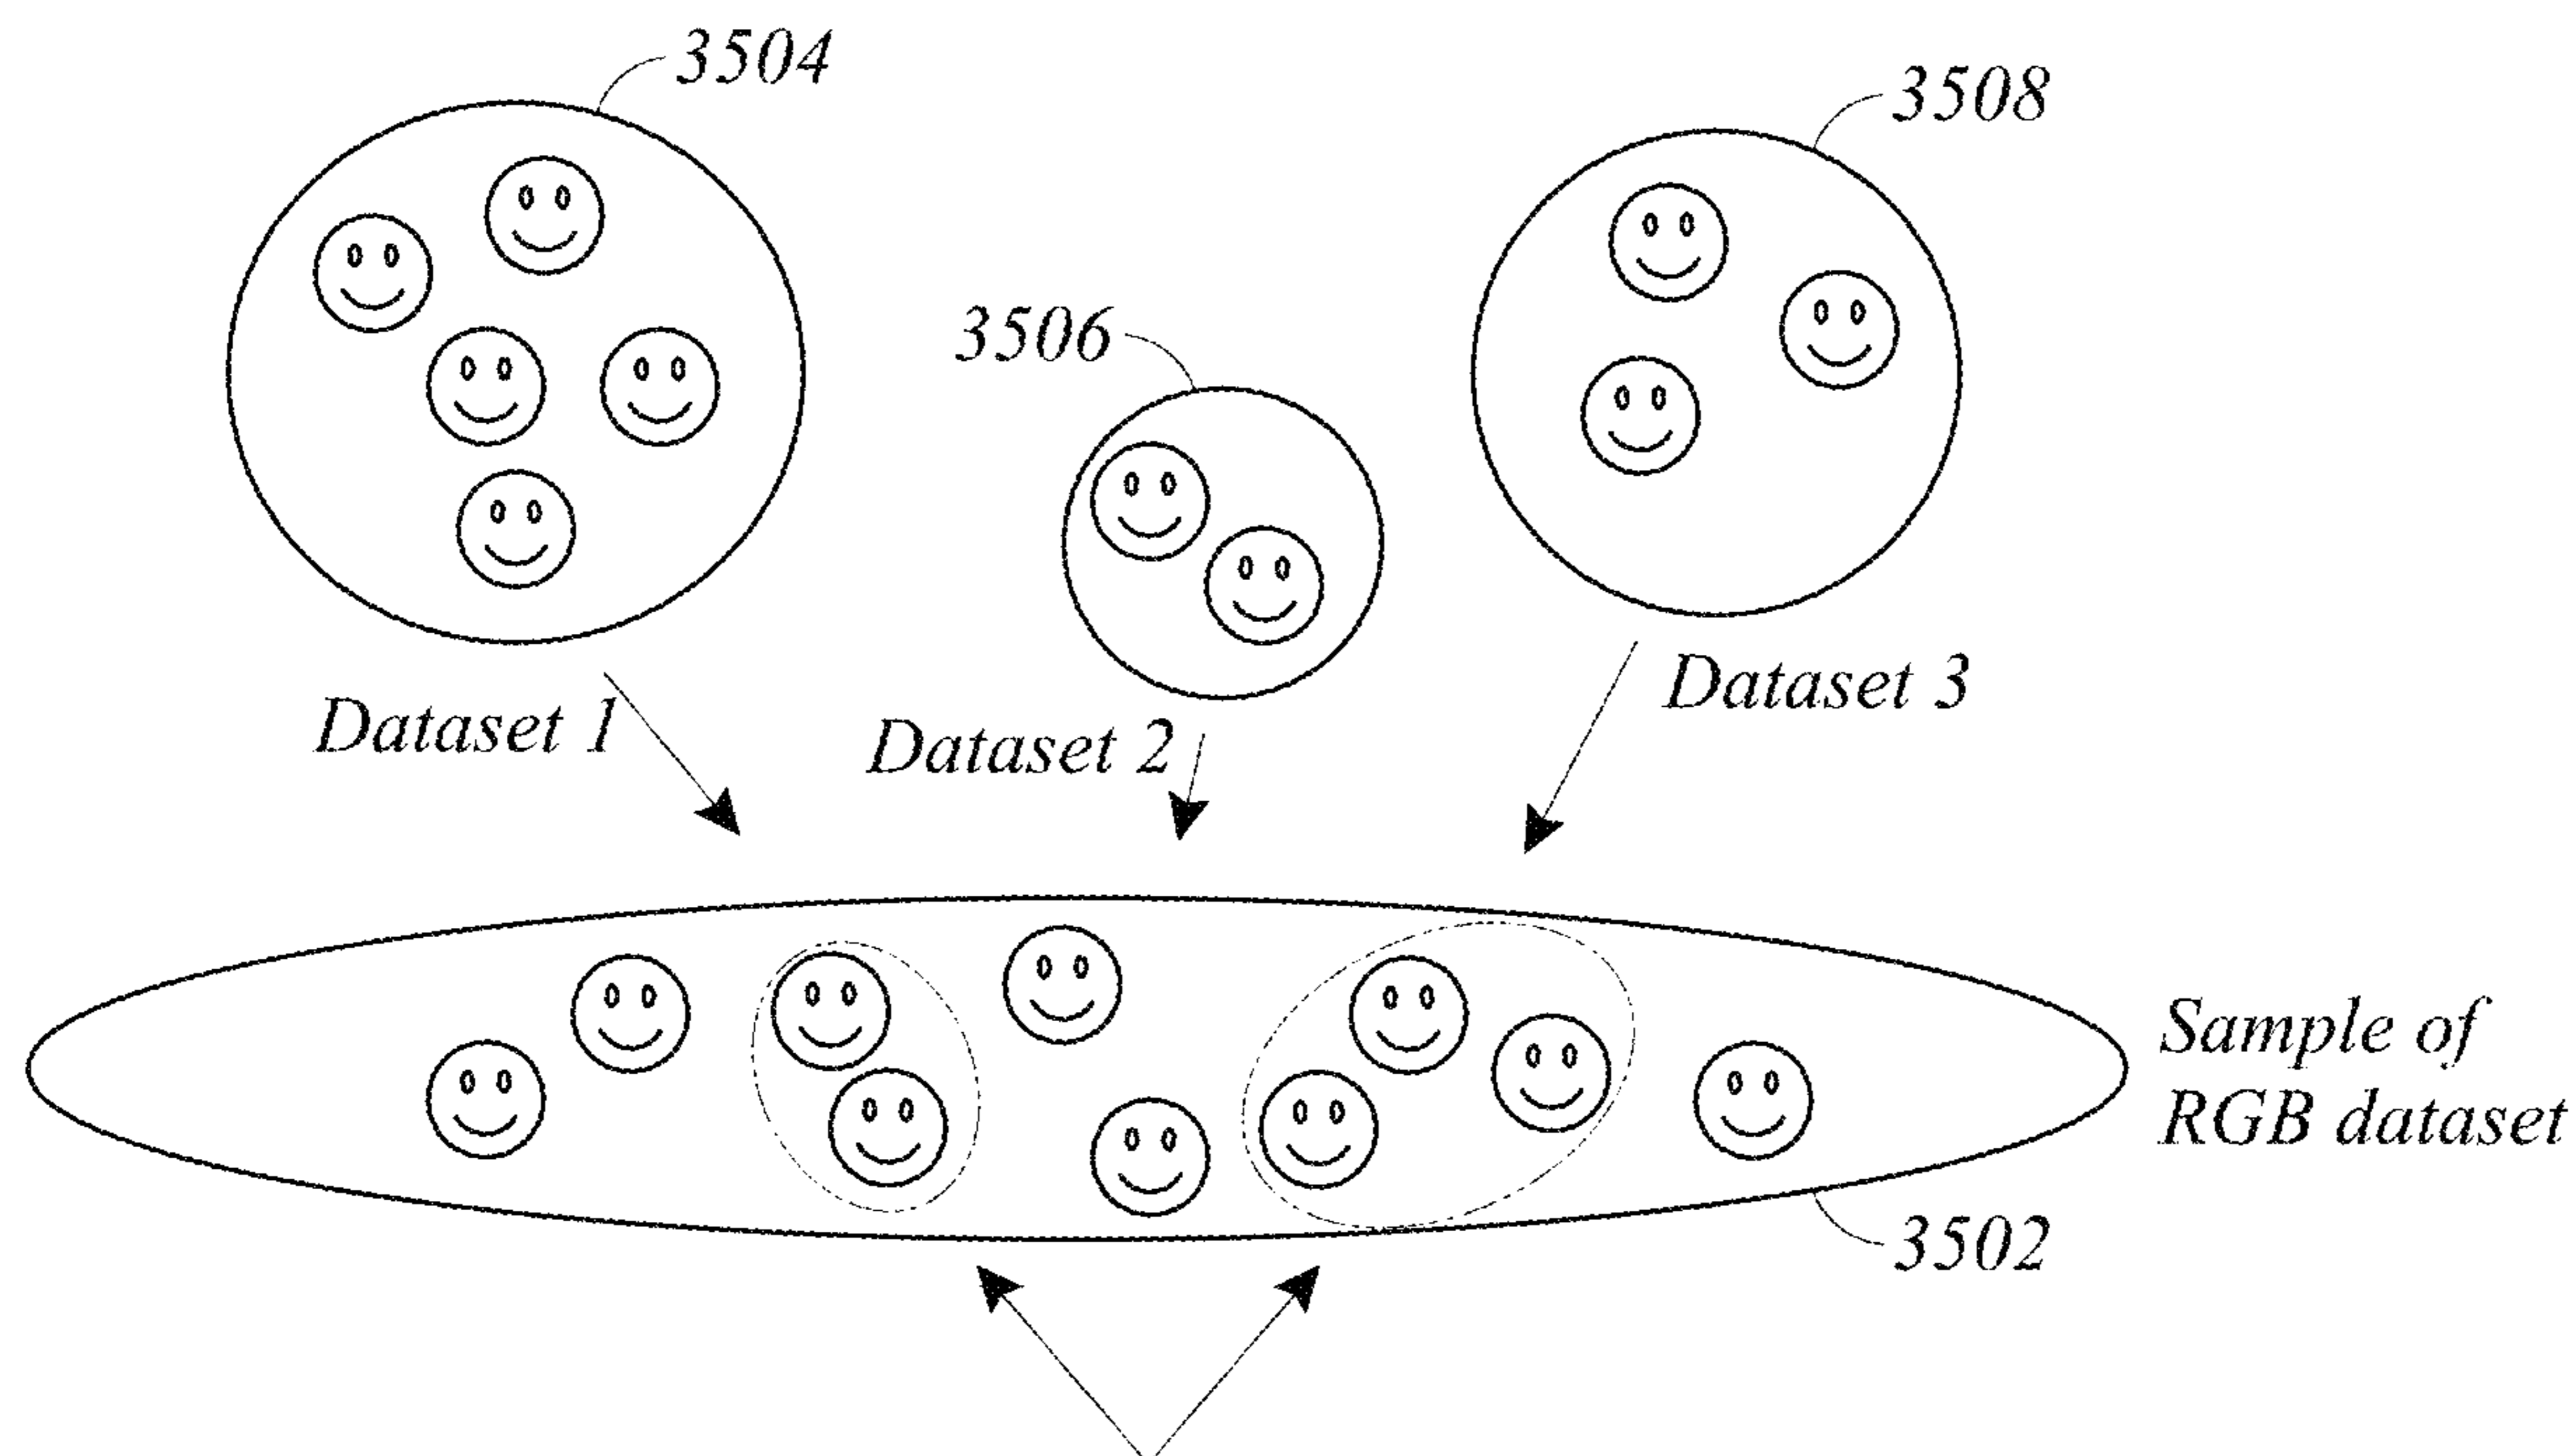 3504
3508
3506
Dataset 1
Dataset 2
Dataset 3
Sample of
RGB dataset
3502